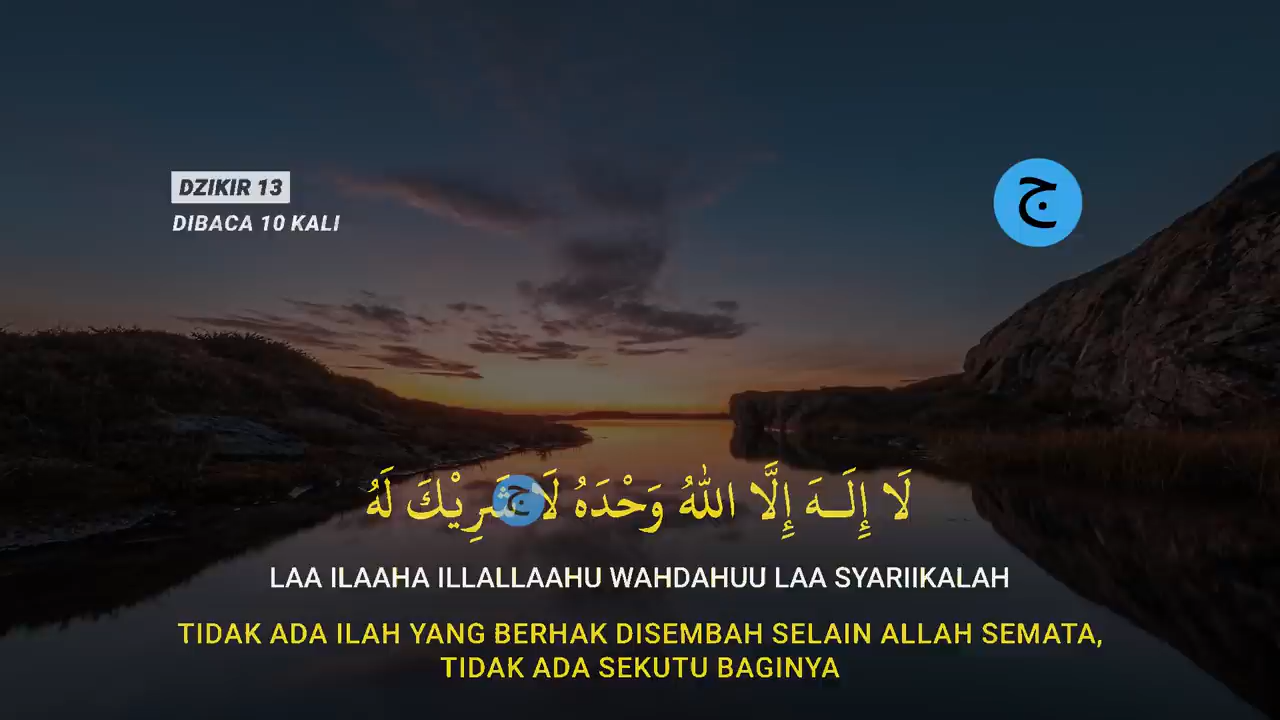 DZIKIR 13
DIBACA 10 KALI
ج
لَا إِلَـهَ إِلَّا اللهُ وَحْدَهُ لَا شَرِيْكَ لَهُ
ج
LAA ILAAHA ILLALLAAHU WAHDAHUU LAA SYARIIKALAH
TIDAK ADA ILAH YANG BERHAK DISEMBAH SELAIN ALLAH SEMATA,
TIDAK ADA SEKUTU BAGINYA